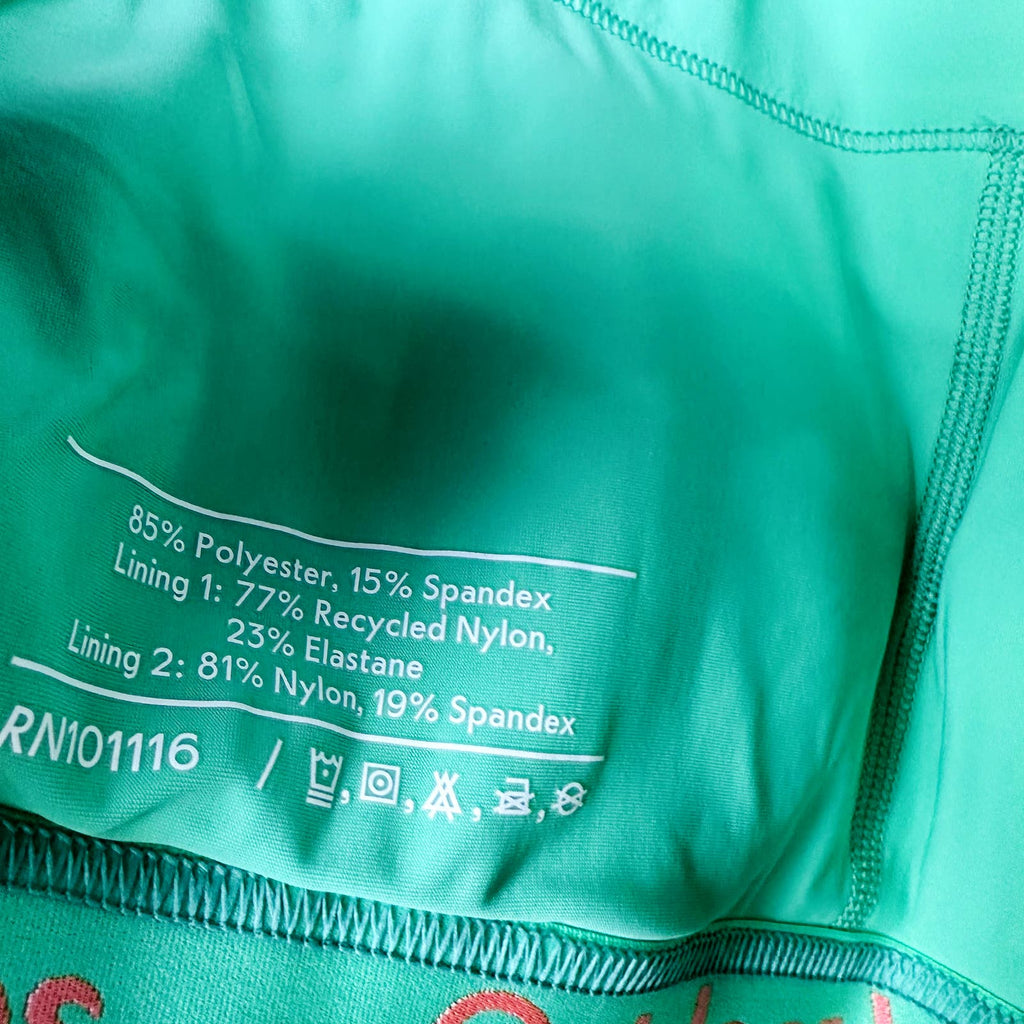 85% Polyester, 15% Spandex
Lining 1: 77% Recycled Nylon,
23% Elastane
Lining 2: 81% Nylon, 19% Spandex
RN101116 /